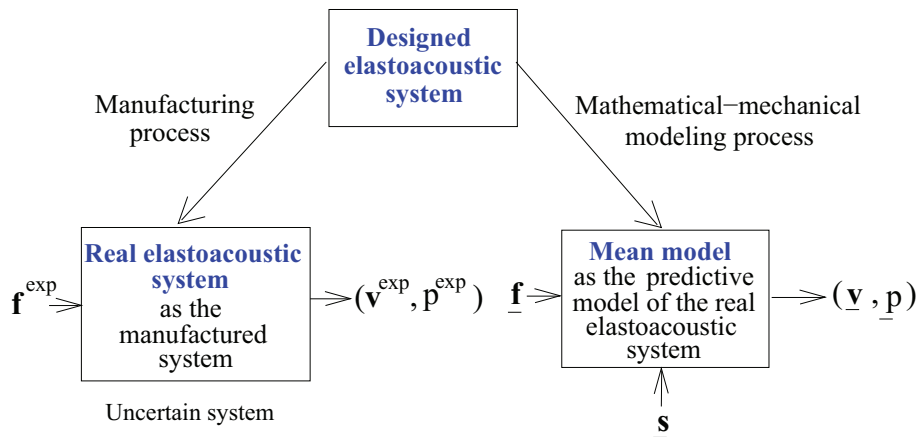 Designed
elastoacoustic
system
Manufacturing
process
Mathematical−mechanical
modeling process
Real elastoacoustic
system
as the
manufactured
system
f^exp
(v^exp, p^exp)
Uncertain system
Mean model
as the predictive
model of the real
elastoacoustic
system
f
(v , p)
s